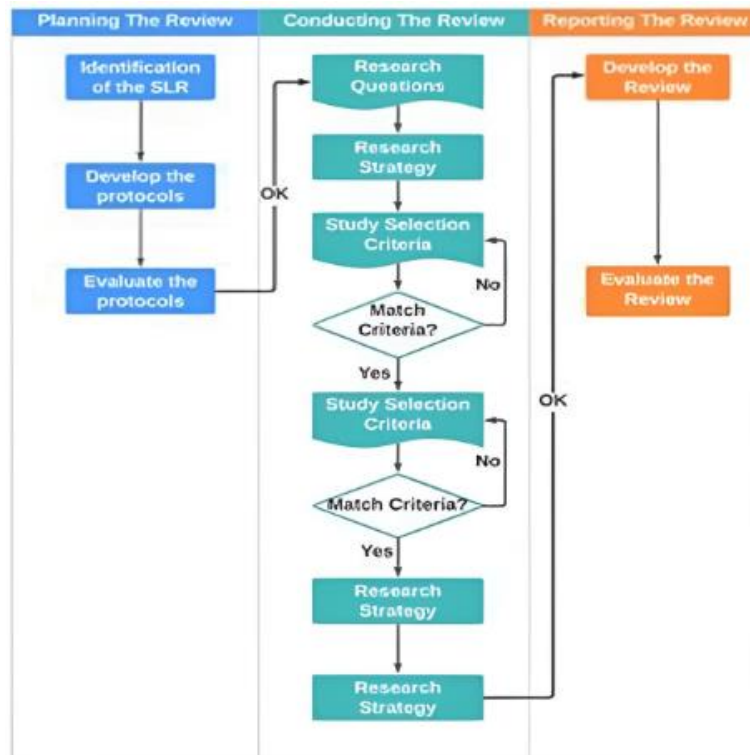 Planning The Review
Conducting The Review
Reporting The Review
Identification
of the SLR
Develop the
protocols
Evaluate the
protocols
OK
Research
Questions
Research
Strategy
Study Selection
Criteria
No
Match
Criteria?
Yes
Study Selection
Criteria
No
Match Criteria?
Yes
Research
Strategy
Research
Strategy
OK
Develop the
Review
Evaluate the
Review